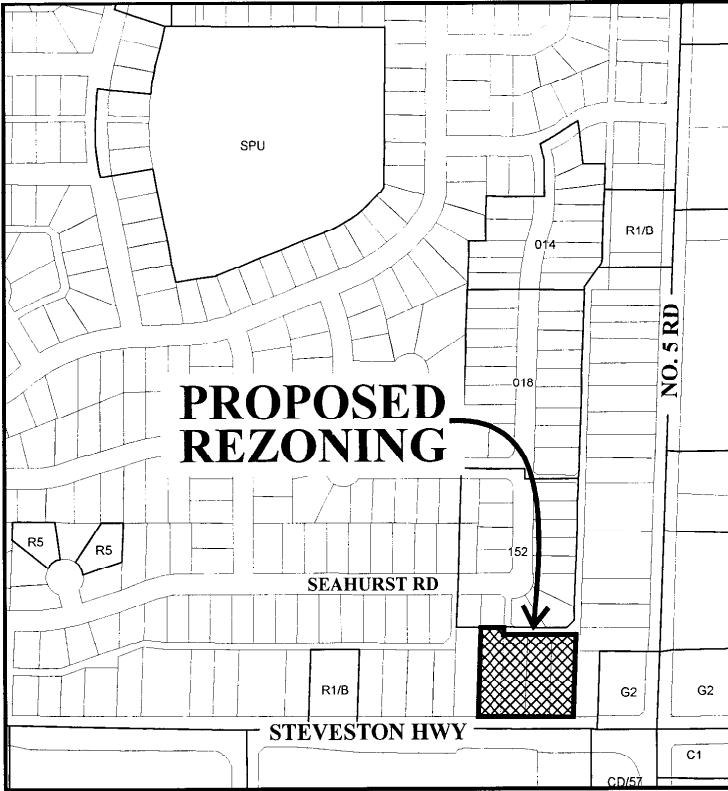 SPU
R1/B
014
NO. 5 RD
018
PROPOSED
REZONING
R5
R5
152
SEAHURST RD
R1/B
G2
G2
STEVESTON HWY
C1
CD/57